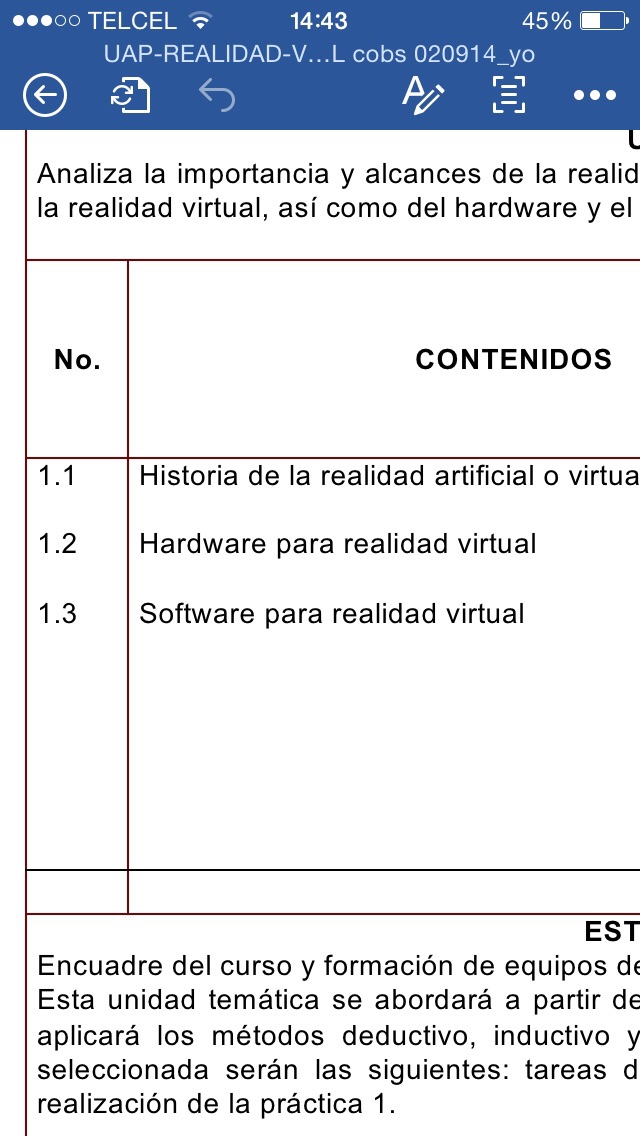 TELCEL 14:43 45%
UAP-REALIDAD-V...L cobs 020914_yo
Analiza la importancia y alcances de la realid
la realidad virtual, así como del hardware y el
No. CONTENIDOS
1.1 Historia de la realidad artificial o virtua
1.2 Hardware para realidad virtual
1.3 Software para realidad virtual
EST
Encuadre del curso y formación de equipos de
Esta unidad temática se abordará a partir de
aplicará los métodos deductivo, inductivo y
seleccionada serán las siguientes: tareas d
realización de la práctica 1.